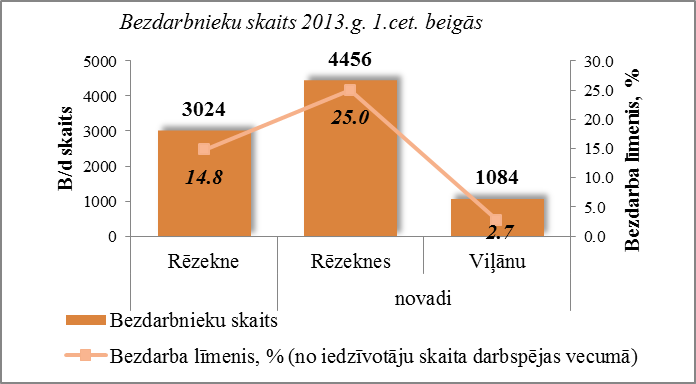 Bezdarbnieku skaits 2013.g. 1.cet. beigās
B/d skaits
5000
4000
3000
2000
1000
0
3024
4456
1084
14.8
25.0
2.7
30.0
25.0
20.0
15.0
10.0
5.0
0.0
Bezdarba līmenis, %
Rēzekne Rēzeknes Viļānu
novadi
Bezdarbnieku skaits
Bezdarba līmenis, % (no iedzīvotāju skaita darbspējas vecumā)